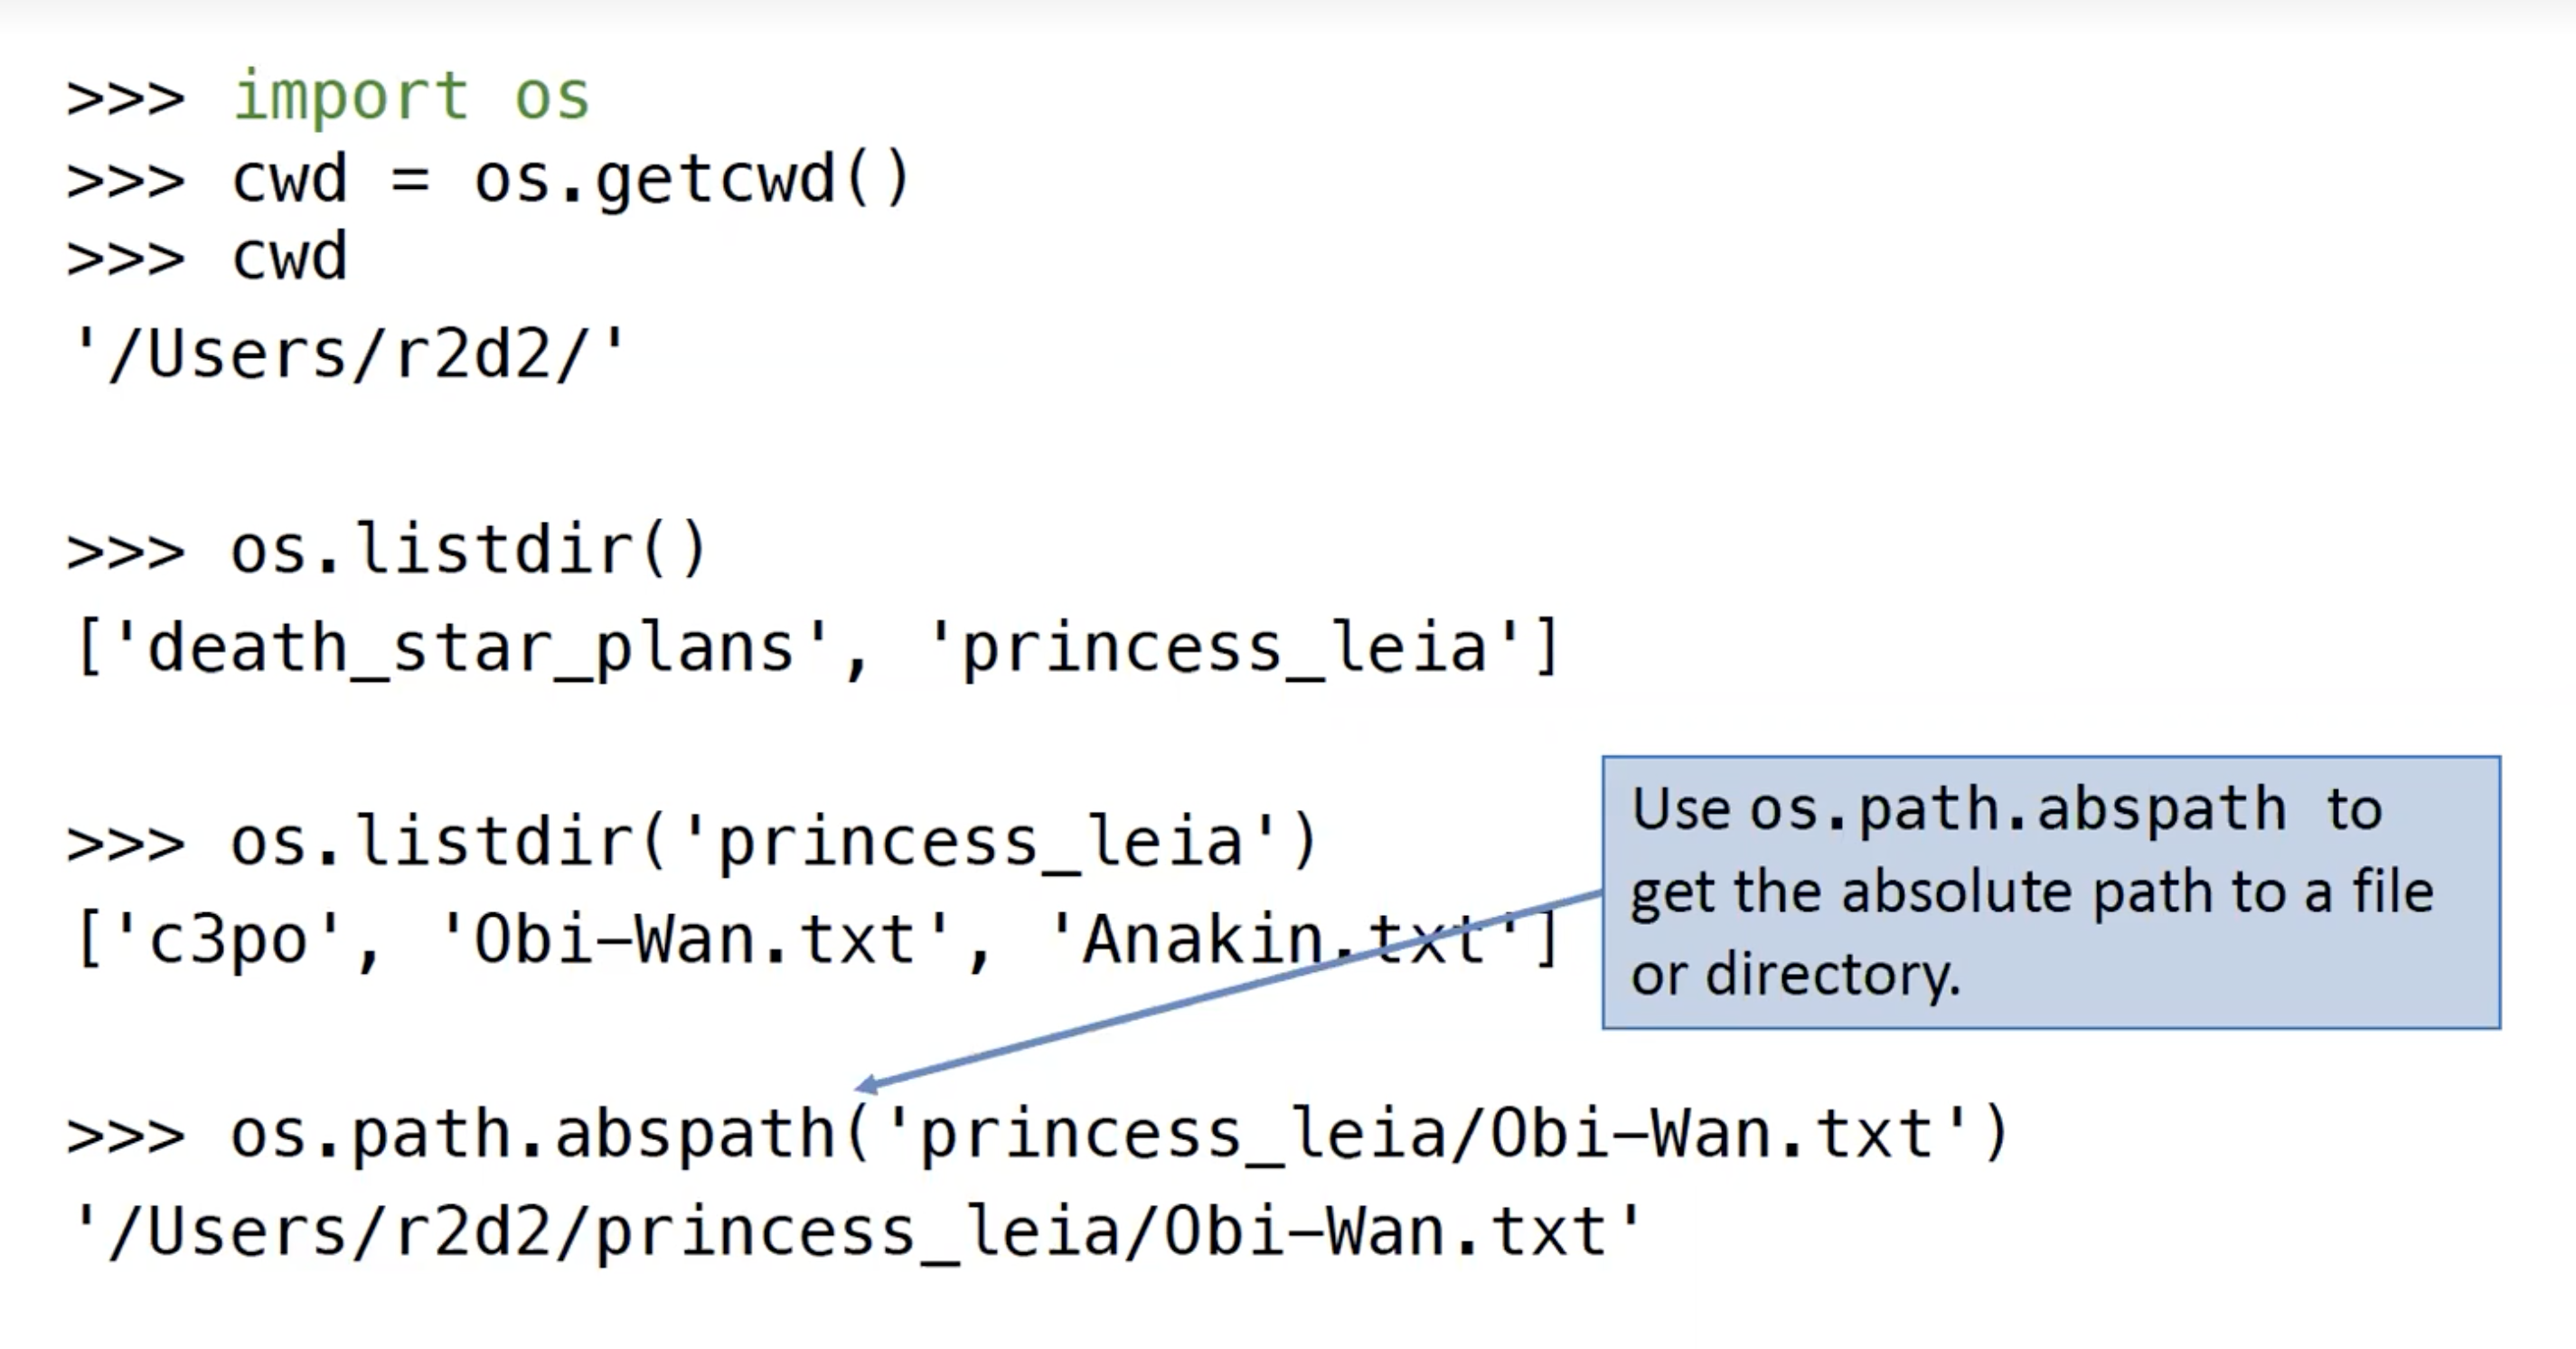 >>> import os
>>> cwd = os.getcwd()
>>> cwd
'/Users/r2d2/'
>>> os.listdir()
['death_star_plans', 'princess_leia']
>>> os.listdir('princess_leia')
['c3po', 'Obi-Wan.txt', 'Anakin.txt']
Use os.path.abspath to
get the absolute path to a file
or directory.
>>> os.path.abspath('princess_leia/Obi-Wan.txt')
'/Users/r2d2/princess_leia/Obi-Wan.txt'